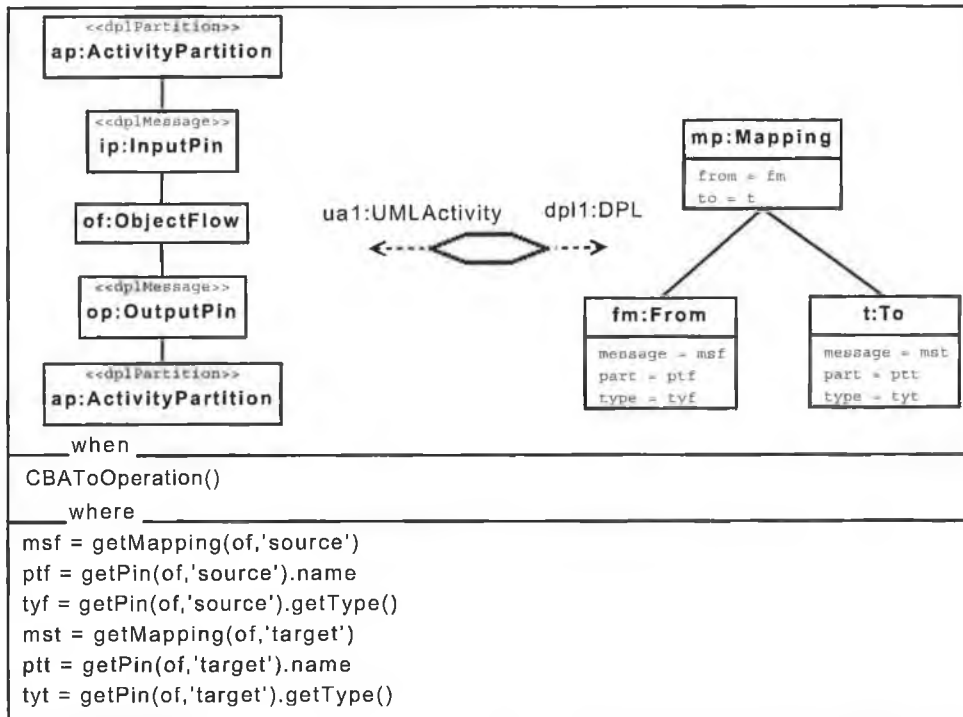 <<dplPartition>>
ap:ActivityPartition
<<dplMessage>>
ip:InputPin
of:ObjectFlow
<<dplMessage>>
op:OutputPin
<<dplPartition>>
ap:ActivityPartition
ua1:UMLActivity
dpl1:DPL
mp:Mapping
from = fm
to = t
fm:From
message = msf
part = ptf
type = tyf
t:To
message = mst
part = ptt
type = tyt
when
CBAToOperation()
where
msf = getMapping(of,'source')
ptf = getPin(of,'source').name
tyf = getPin(of,'source').getType()
mst = getMapping(of,'target')
ptt = getPin(of,'target').name
tyt = getPin(of,'target').getType()